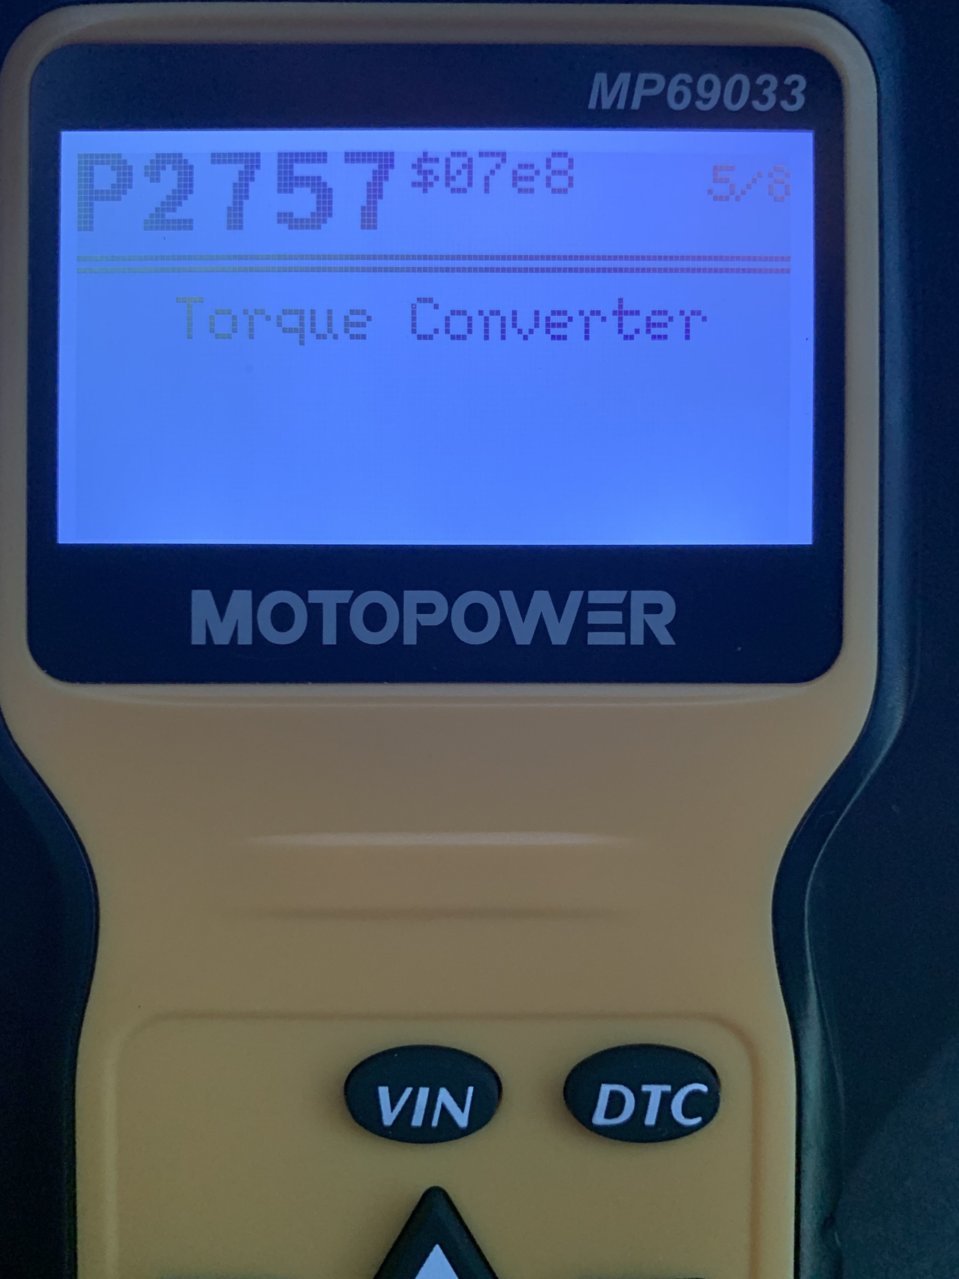 MP69033
P2757 $07e8 5/8
Torque Converter
MOTOPOWER
VIN DTC